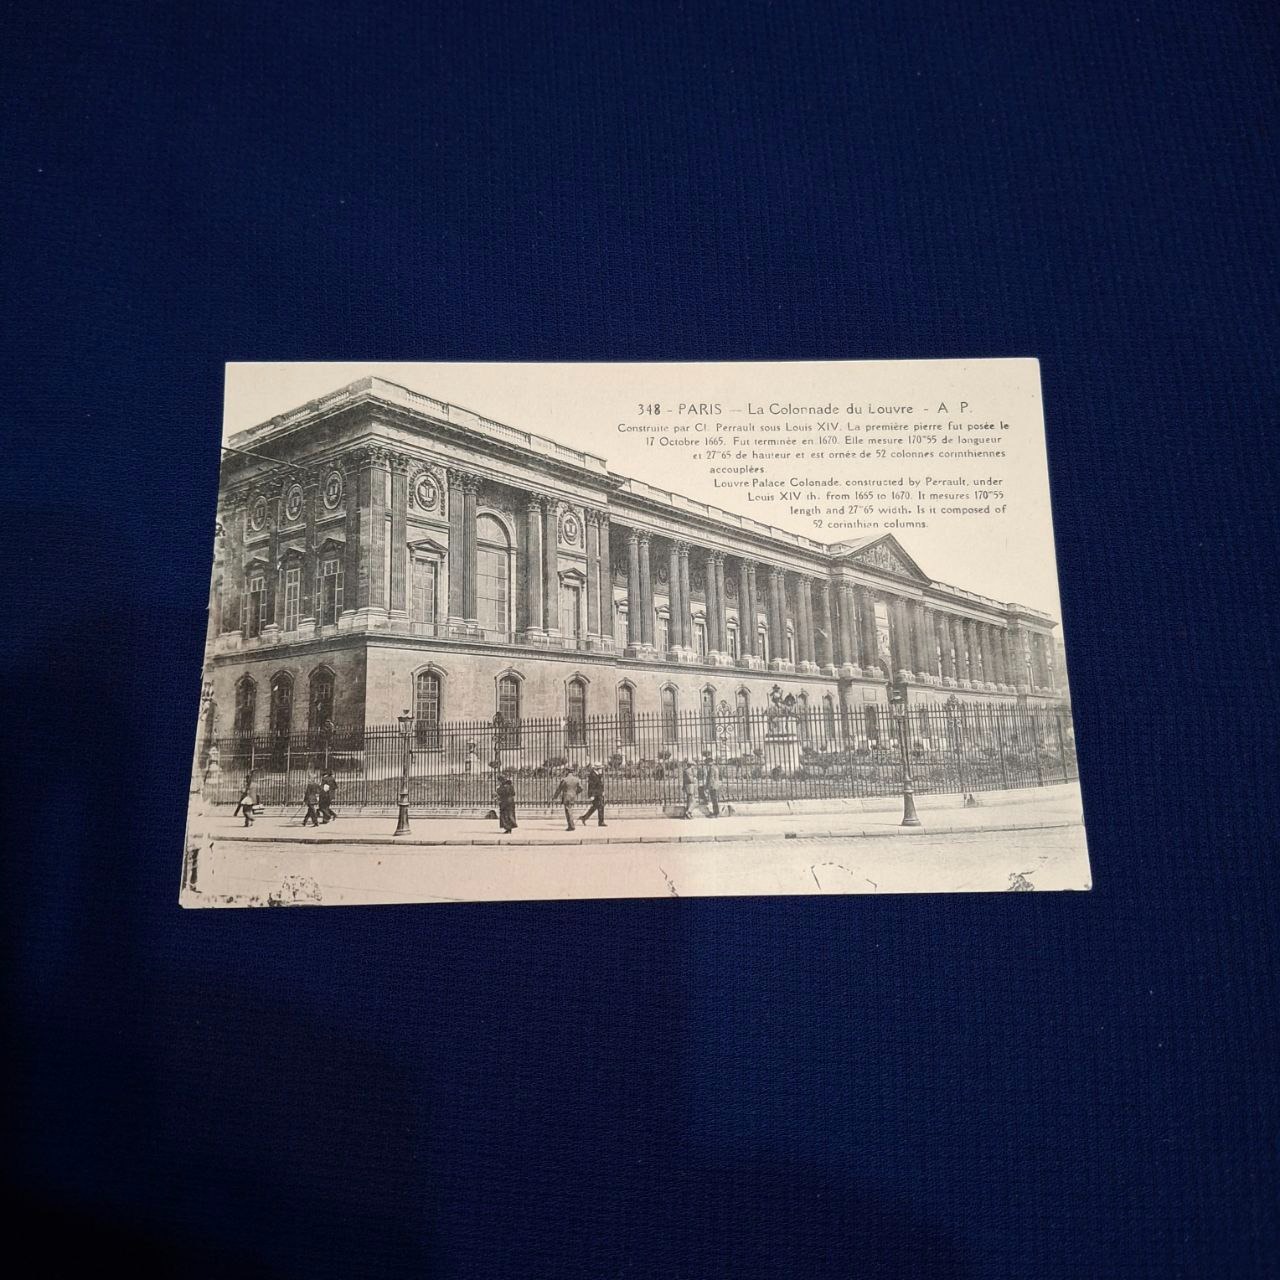 348 - PARIS — La Colonnade du Louvre - A P.
Construite par Cl. Perrault sous Louis XIV. La première pierre fut posée le
17 Octobre 1665. Fut terminée en 1670. Elle mesure 170ᵐ55 de longueur
et 27ᵐ65 de hauteur et est ornée de 52 colonnes corinthiennes
accouplées.
Louvre Palace Colonade. constructed by Perrault, under
Louis XIV th. from 1665 to 1670. It mesures 170ᵐ55
length and 27ᵐ65 width. Is it composed of
52 corinthian columns.